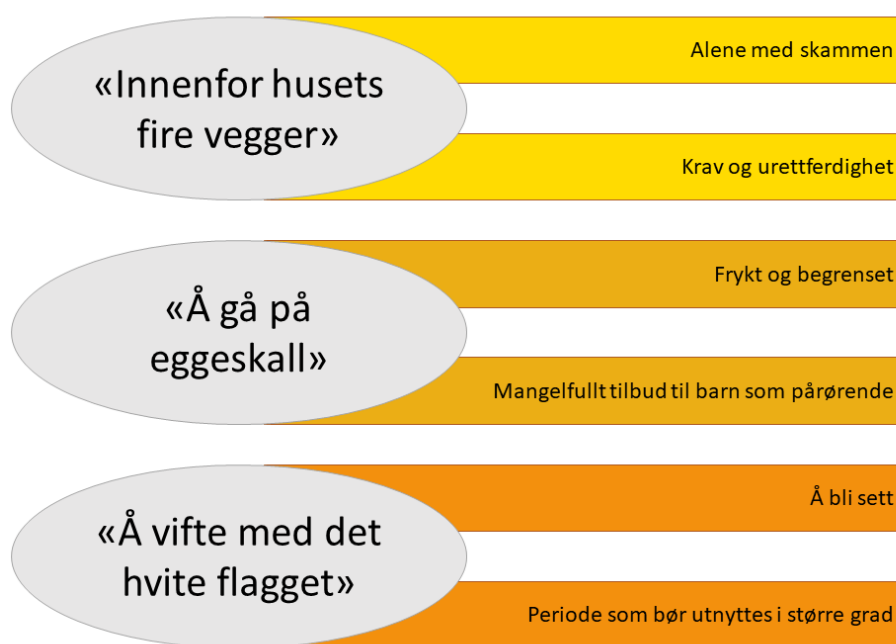 «Innenfor husets
fire vegger»
Alene med skammen
Krav og urettferdighet
«Å gå på
eggeskall»
Frykt og begrenset
Mangelfullt tilbud til barn som pårørende
«Å vifte med det
hvite flagget»
Å bli sett
Periode som bør utnyttes i større grad